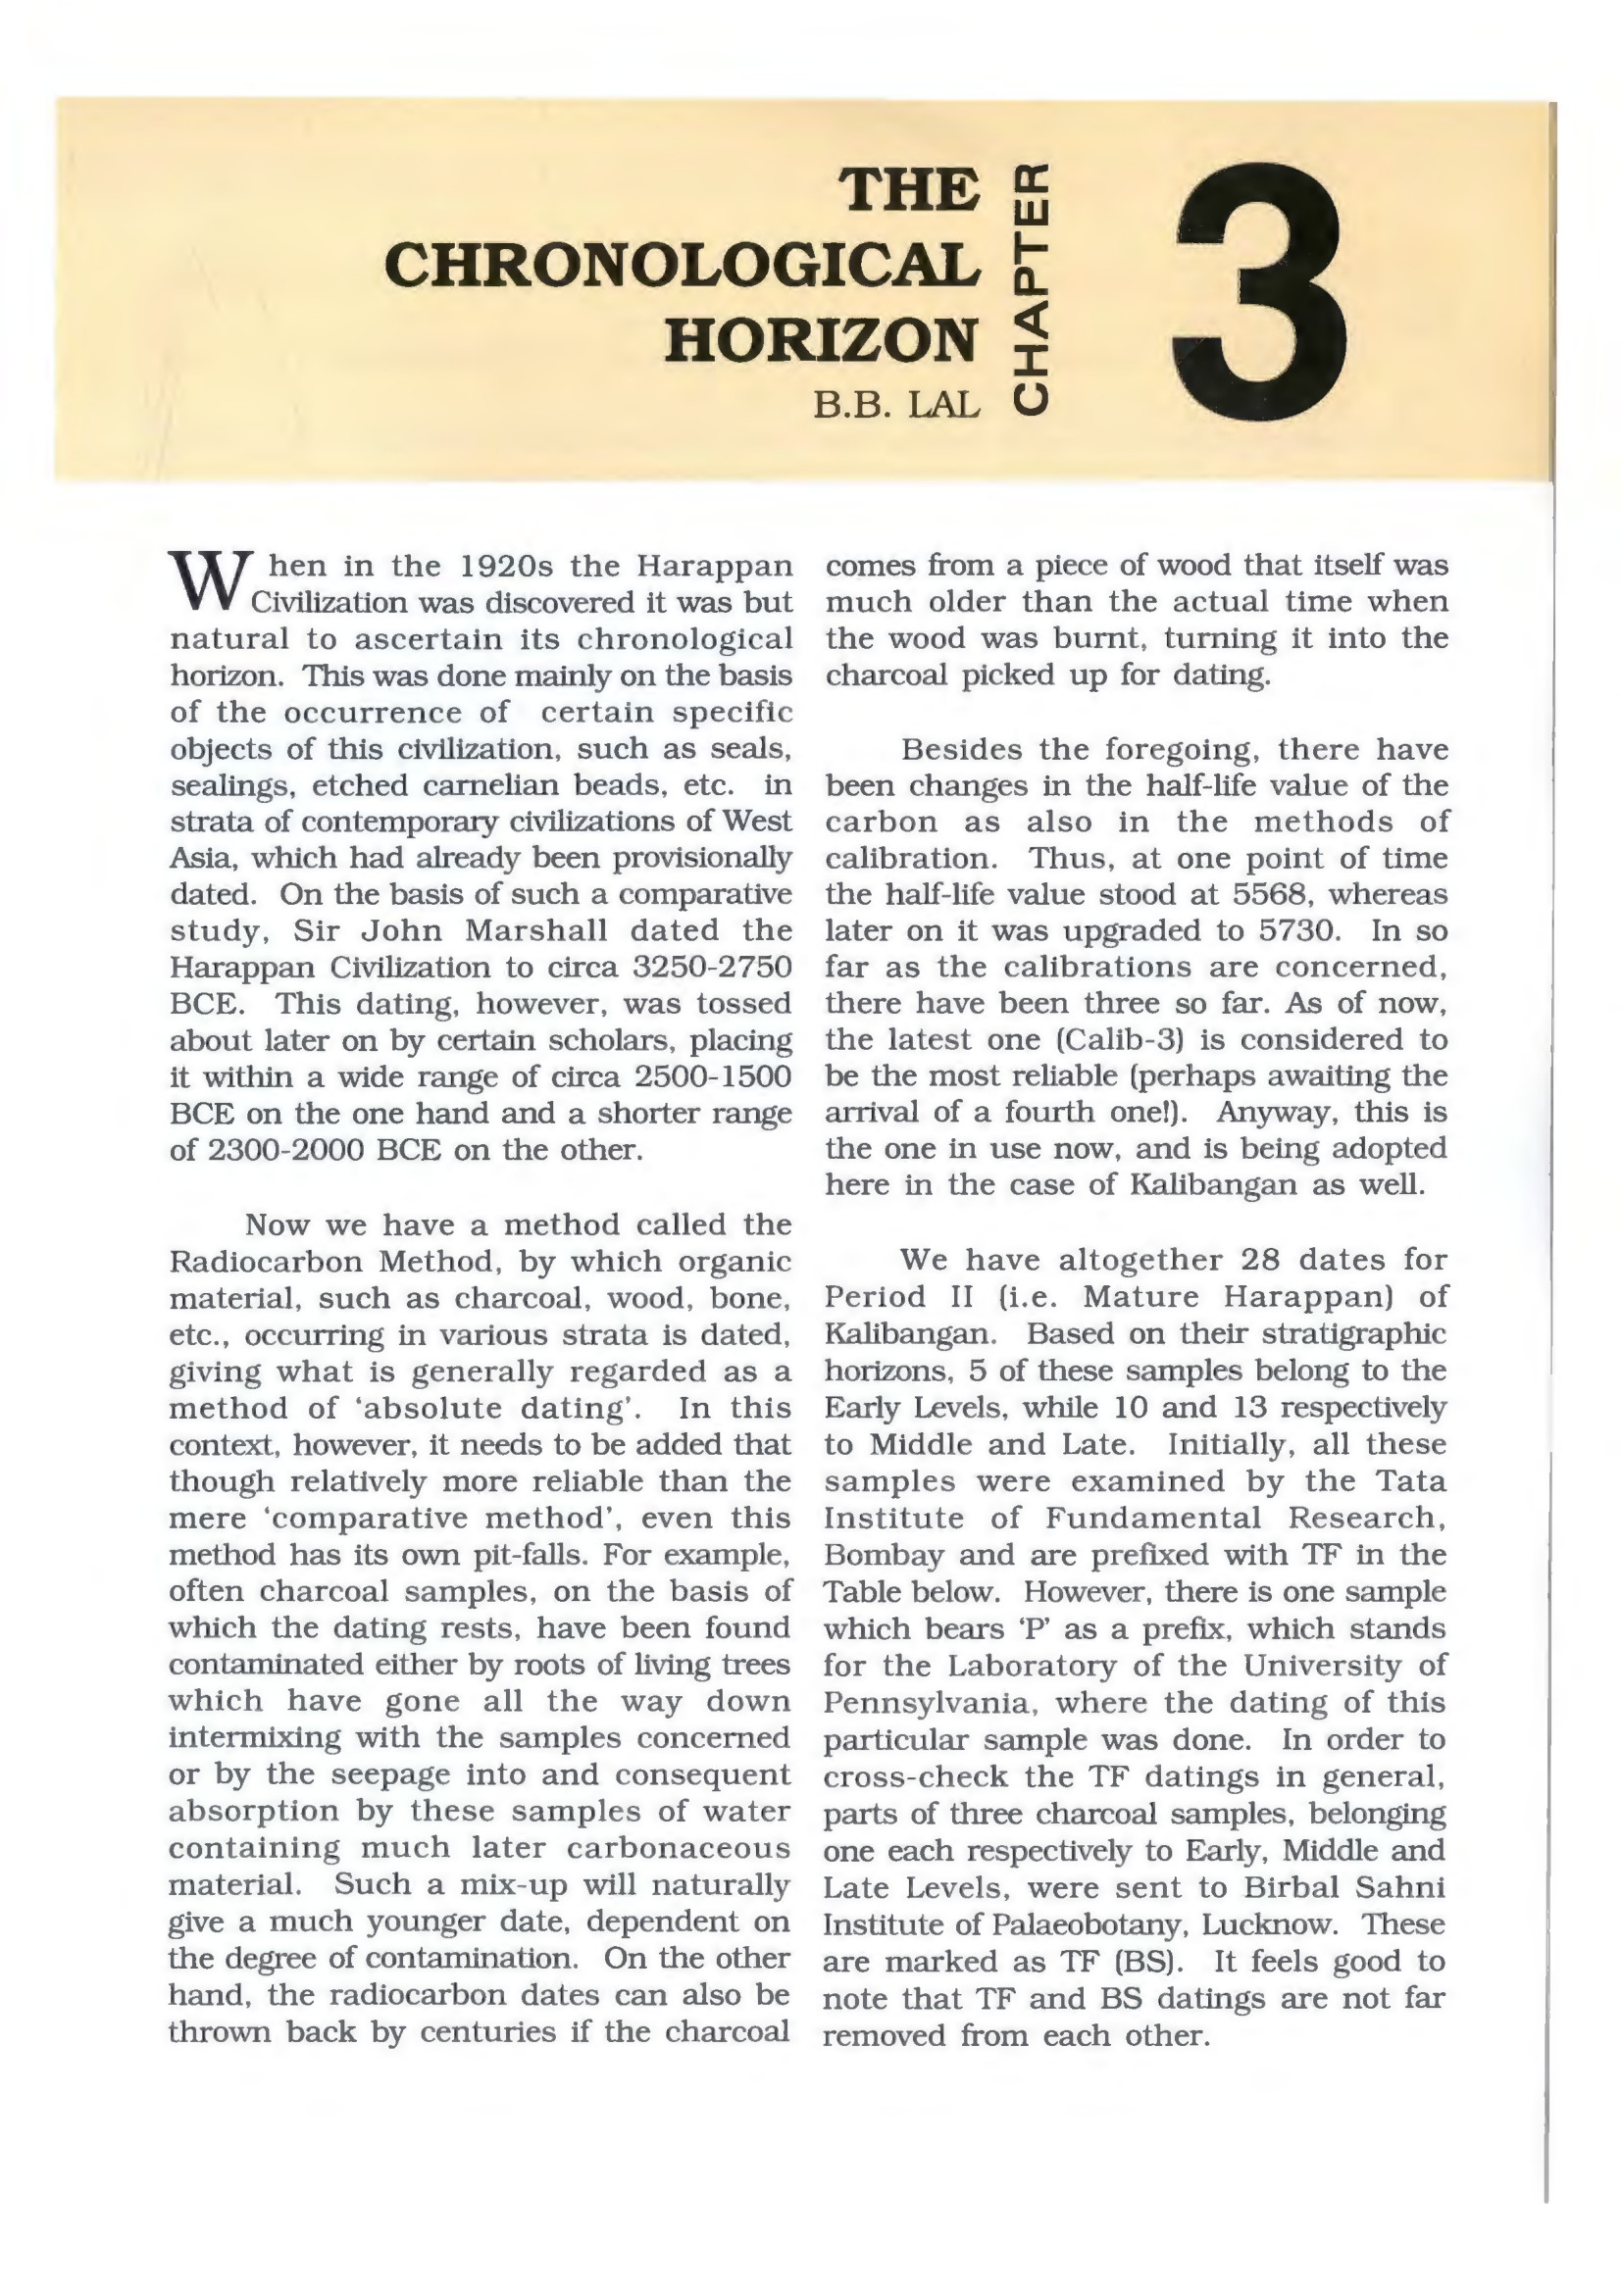 THE
CHRONOLOGICAL
HORIZON
B.B. LAL
CHAPTER
3
When in the 1920s the Harappan
Civilization was discovered it was but
natural to ascertain its chronological
horizon. This was done mainly on the basis
of the occurrence of certain specific
objects of this civilization, such as seals,
sealings, etched carnelian beads, etc. in
strata of contemporary civilizations of West
Asia, which had already been provisionally
dated. On the basis of such a comparative
study, Sir John Marshall dated the
Harappan Civilization to circa 3250-2750
BCE. This dating, however, was tossed
about later on by certain scholars, placing
it within a wide range of circa 2500-1500
BCE on the one hand and a shorter range
of 2300-2000 BCE on the other.
Now we have a method called the
Radiocarbon Method, by which organic
material, such as charcoal, wood, bone,
etc., occurring in various strata is dated,
giving what is generally regarded as a
method of ‘absolute dating’. In this
context, however, it needs to be added that
though relatively more reliable than the
mere ‘comparative method’, even this
method has its own pit-falls. For example,
often charcoal samples, on the basis of
which the dating rests, have been found
contaminated either by roots of living trees
which have gone all the way down
intermixing with the samples concerned
or by the seepage into and consequent
absorption by these samples of water
containing much later carbonaceous
material. Such a mix-up will naturally
give a much younger date, dependent on
the degree of contamination. On the other
hand, the radiocarbon dates can also be
thrown back by centuries if the charcoal
comes from a piece of wood that itself was
much older than the actual time when
the wood was burnt, turning it into the
charcoal picked up for dating.
Besides the foregoing, there have
been changes in the half-life value of the
carbon as also in the methods of
calibration. Thus, at one point of time
the half-life value stood at 5568, whereas
later on it was upgraded to 5730. In so
far as the calibrations are concerned,
there have been three so far. As of now,
the latest one (Calib-3) is considered to
be the most reliable (perhaps awaiting the
arrival of a fourth one!). Anyway, this is
the one in use now, and is being adopted
here in the case of Kalibangan as well.
We have altogether 28 dates for
Period II (i.e. Mature Harappan) of
Kalibangan. Based on their stratigraphic
horizons, 5 of these samples belong to the
Early Levels, while 10 and 13 respectively
to Middle and Late. Initially, all these
samples were examined by the Tata
Institute of Fundamental Research,
Bombay and are prefixed with TF in the
Table below. However, there is one sample
which bears ‘P’ as a prefix, which stands
for the Laboratory of the University of
Pennsylvania, where the dating of this
particular sample was done. In order to
cross-check the TF datings in general,
parts of three charcoal samples, belonging
one each respectively to Early, Middle and
Late Levels, were sent to Birbal Sahni
Institute of Palaeobotany, Lucknow. These
are marked as TF (BS). It feels good to
note that TF and BS datings are not far
removed from each other.